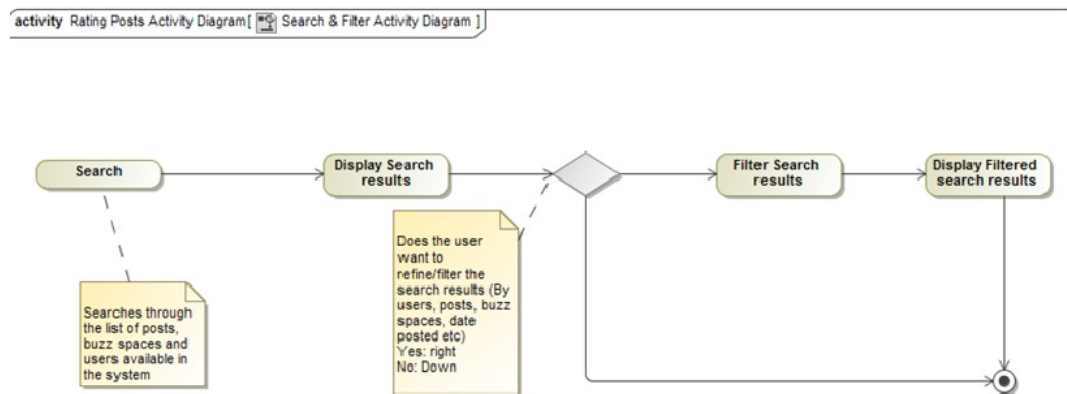 activity Rating Posts Activity Diagram[ Search & Filter Activity Diagram ]
Search
Display Search
results
Filter Search
results
Display Filtered
search results
Searches through
the list of posts,
buzz spaces and
users available in
the system
Does the user
want to
refine/filter the
search results (By
users, posts, buzz
spaces, date
posted etc)
Yes: right
No: Down